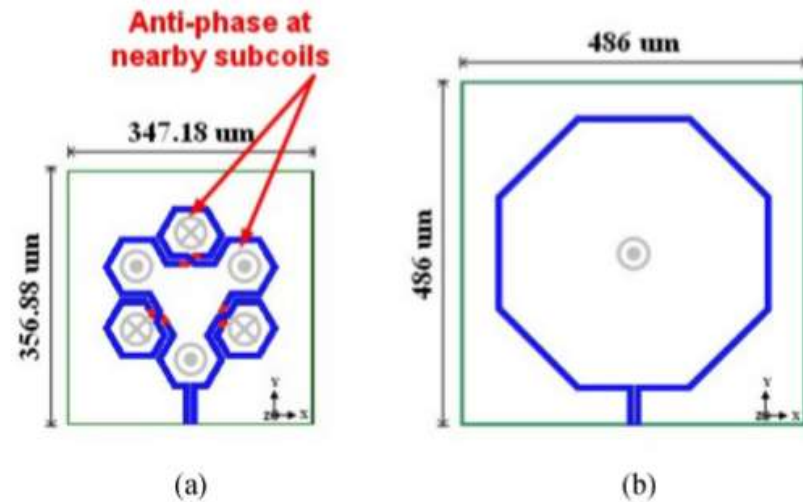 Anti-phase at
nearby subcoils
347.18 um
356.88 um
Y
Z
X
(a)
486 um
486 um
Y
Z
X
(b)